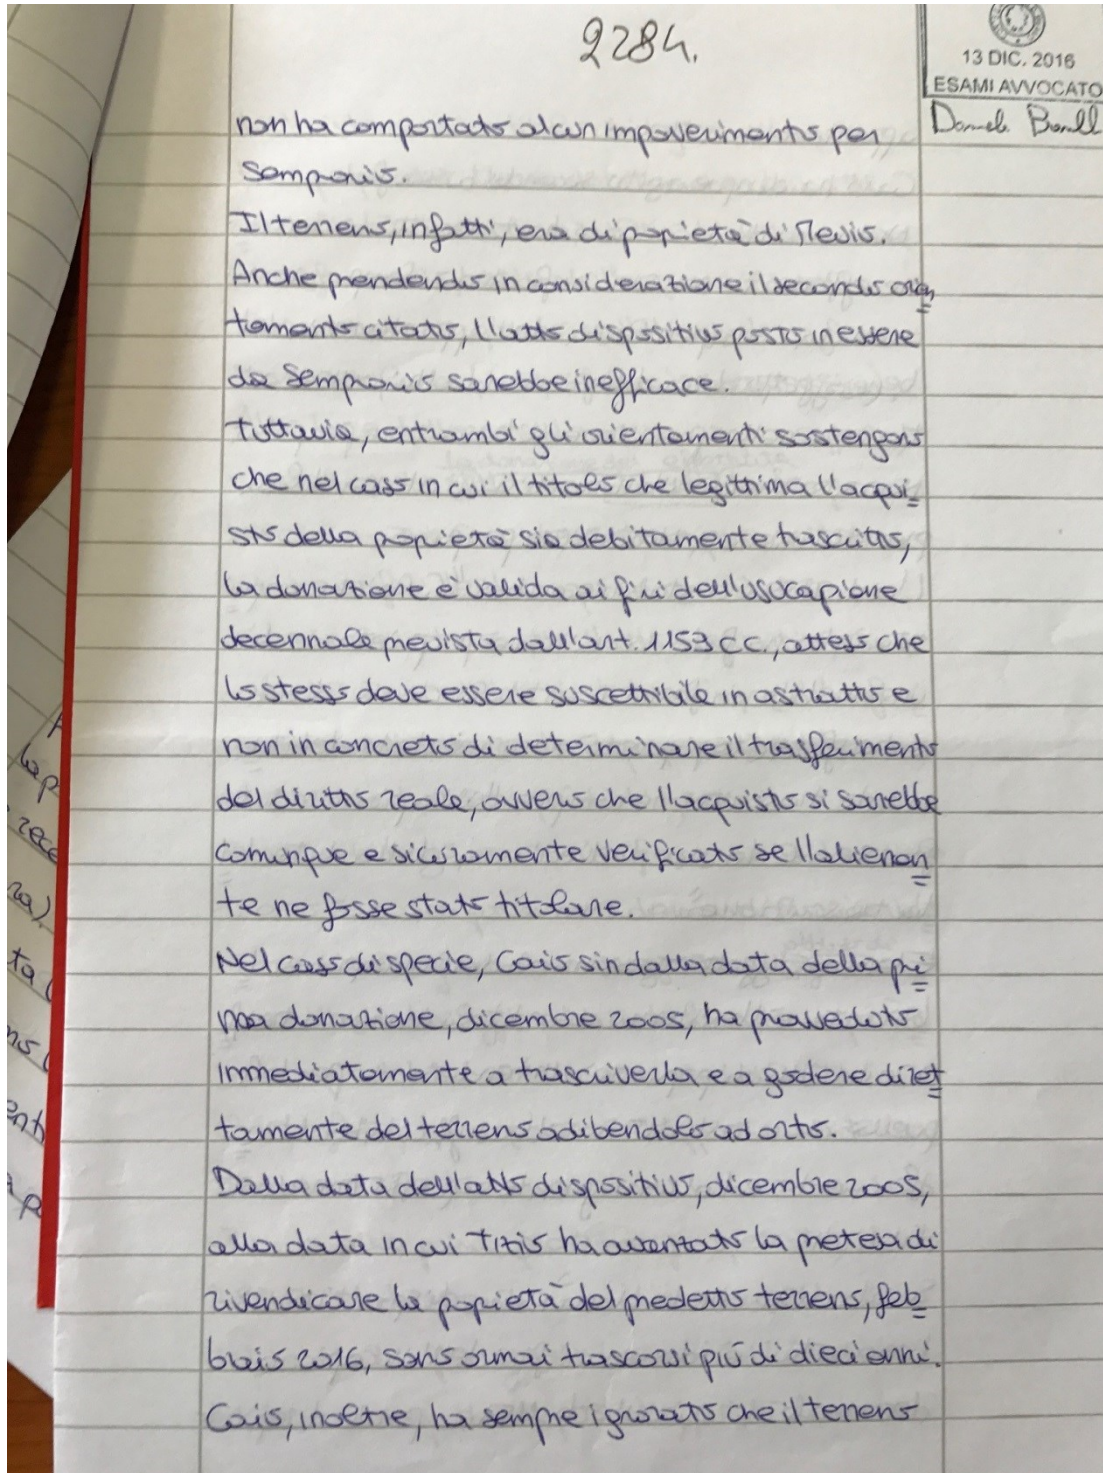 2284.
13 DIC. 2016
ESAMI AVVOCATO
non ha comportato alcun impoverimento per
Sempronio.
Il terreno, infatti, era di proprietà di Mevio.
Anche prendendo in considerazione il secondo orien=
tamento citato, l'atto dispositivo posto in essere
da Sempronio sarebbe inefficace.
Tuttavia, entrambi gli orientamenti sostengono
che nel caso in cui il titolo che legittima l'acqui=
sto della proprietà sia debitamente trascritto,
la donazione è valida ai fini dell'usucapione
decennale prevista dall'art. 1159 c.c., atteso che
lo stesso deve essere suscettibile in astratto e
non in concreto di determinare il trasferimento
del diritto reale, ovvero che l'acquisto si sarebbe
comunque e sicuramente verificato se l'alienan=
te ne fosse stato titolare.
Nel caso di specie, Caio sin dalla data della pri=
ma donazione, dicembre 2005, ha provveduto
immediatamente a trascriverla e a godere diret=
tamente del terreno adibendolo ad orto.
Dalla data dell'atto dispositivo, dicembre 2005,
alla data in cui Tizio ha avanzato la pretesa di
rivendicare la proprietà del predetto terreno, feb=
braio 2016, sono ormai trascorsi più di dieci anni.
Caio, inoltre, ha sempre ignorato che il terreno